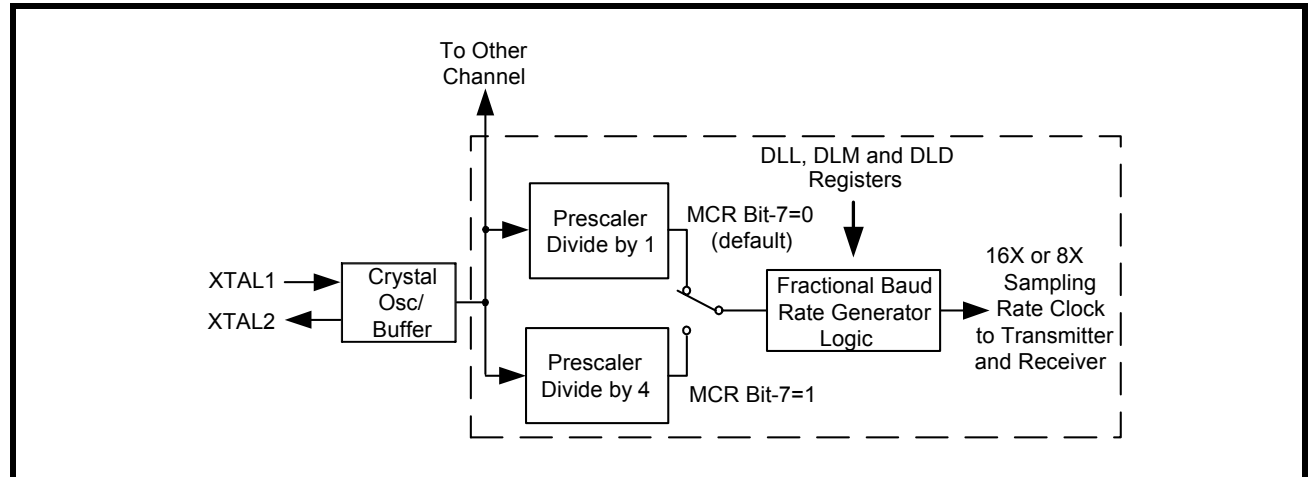 To Other
Channel
DLL, DLM and DLD
Registers
Prescaler
Divide by 1
MCR Bit-7=0
(default)
XTAL1
XTAL2
Crystal
Osc/
Buffer
Fractional Baud
Rate Generator
Logic
16X or 8X
Sampling
Rate Clock
to Transmitter
and Receiver
Prescaler
Divide by 4
MCR Bit-7=1